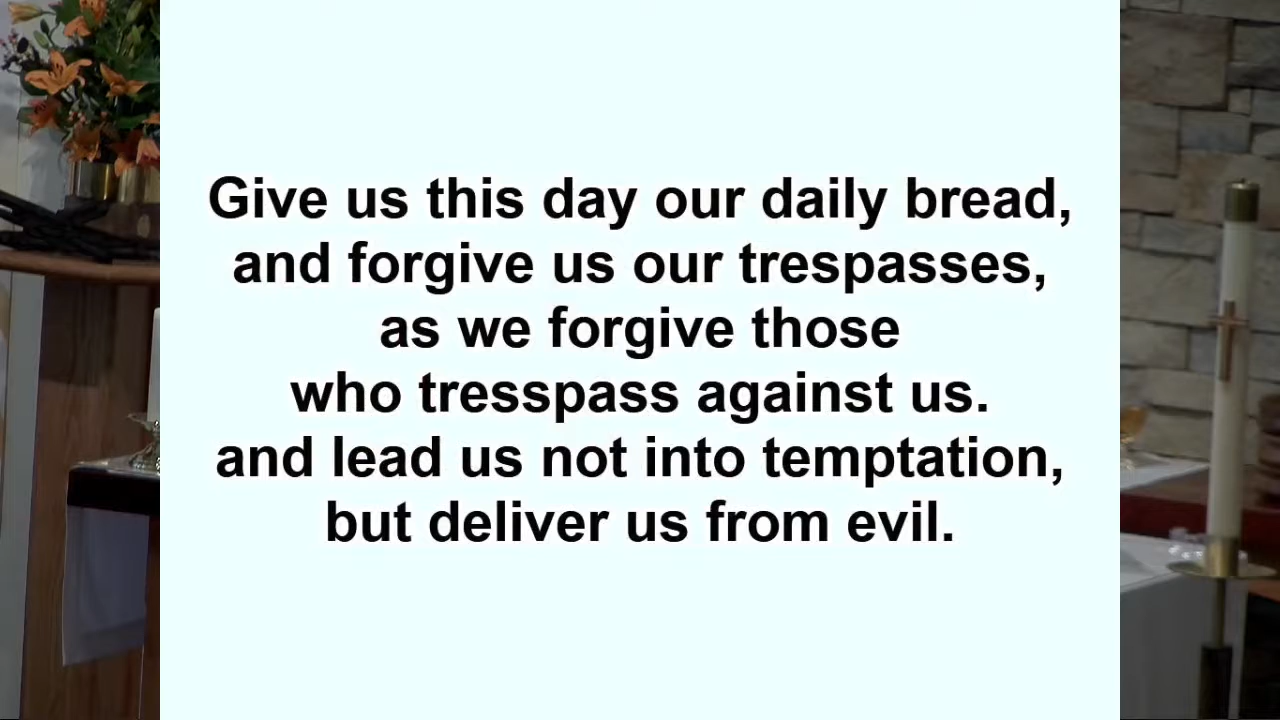 Give us this day our daily bread,
and forgive us our trespasses,
as we forgive those
who tresspass against us.
and lead us not into temptation,
but deliver us from evil.